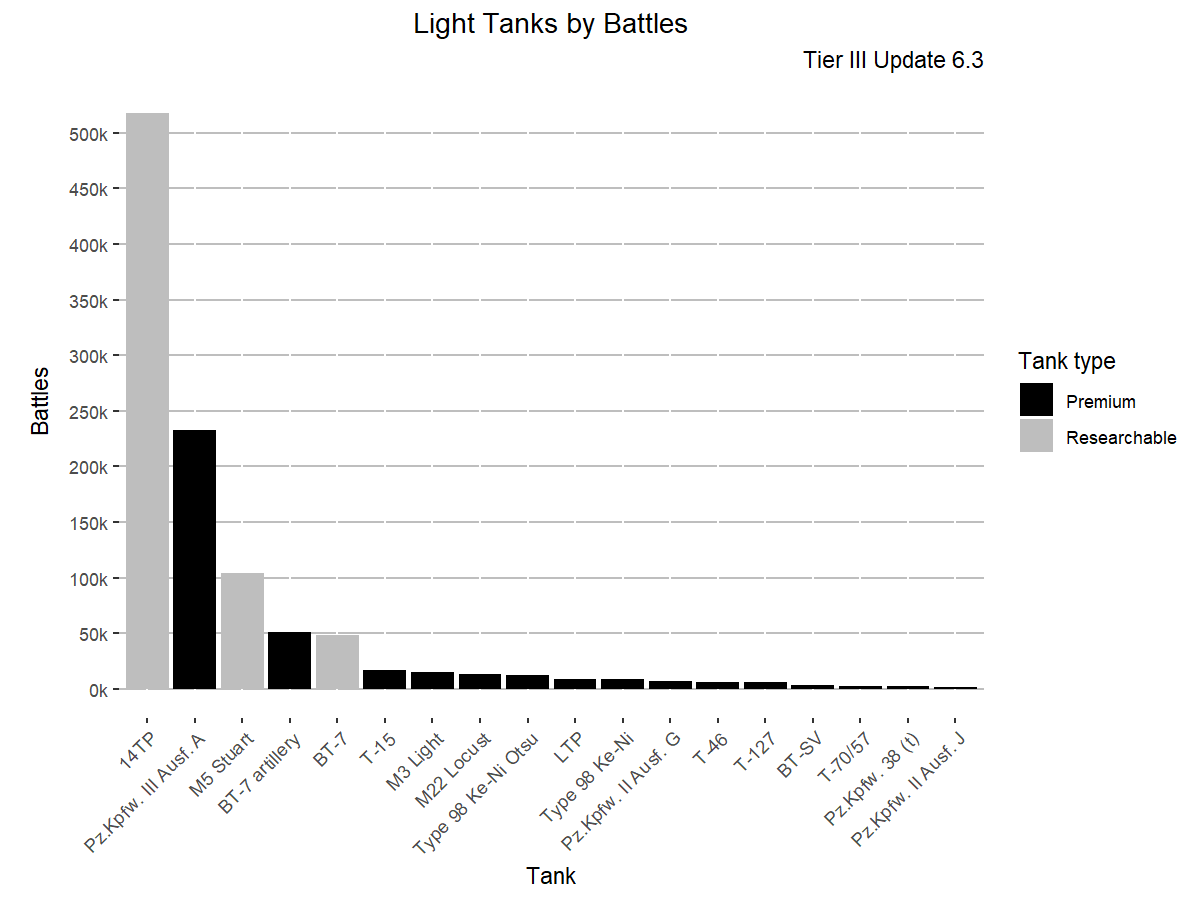 Light Tanks by Battles
Tier III Update 6.3
500k
450k
400k
350k
300k
250k
200k
150k
100k
50k
0k
Battles
14TP
Pz.Kpfw. III Ausf. A
M5 Stuart
BT-7 artillery
BT-7
T-15
M3 Light
M22 Locust
Type 98 Ke-Ni Otsu
LTP
Type 98 Ke-Ni
Pz.Kpfw. II Ausf. G
T-46
T-127
BT-SV
T-70/57
Pz.Kpfw. 38 (t)
Pz.Kpfw. II Ausf. J
Tank
Tank type
Premium
Researchable